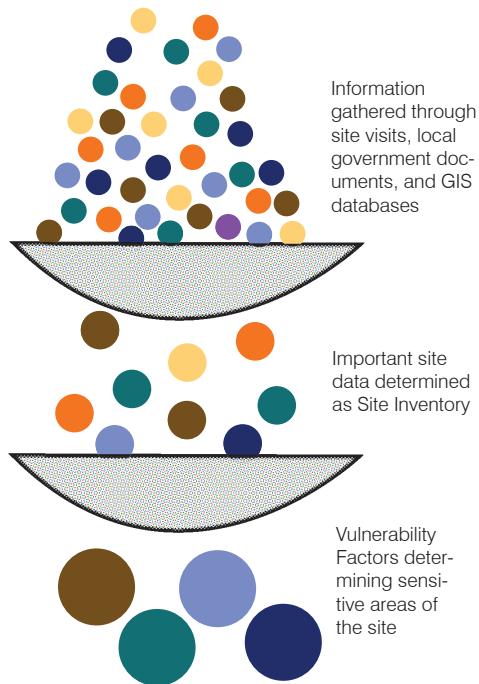 Information
gathered through
site visits, local
government doc-
uments, and GIS
databases
Important site
data determined
as Site Inventory
Vulnerability
Factors deter-
mining sensi-
tive areas of
the site